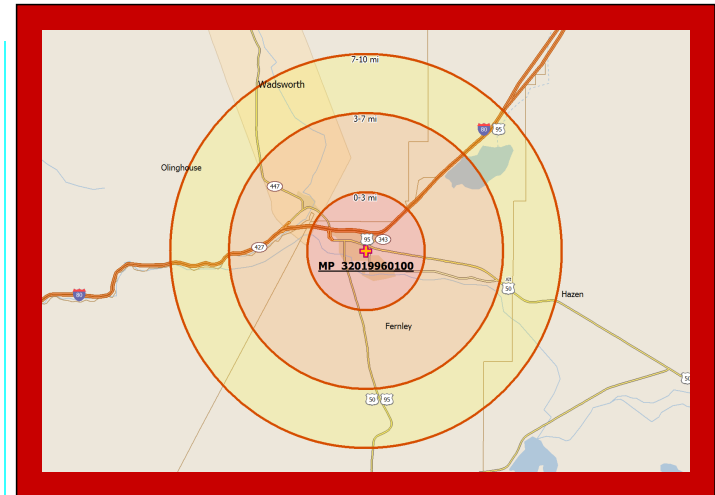 7-10 mi
Wadsworth
3-7 mi
80 95
Olinghouse
447
0-3 mi
95 343
427
MP_32019960100
Alt
50
80
Hazen
Fernley
50
50 95